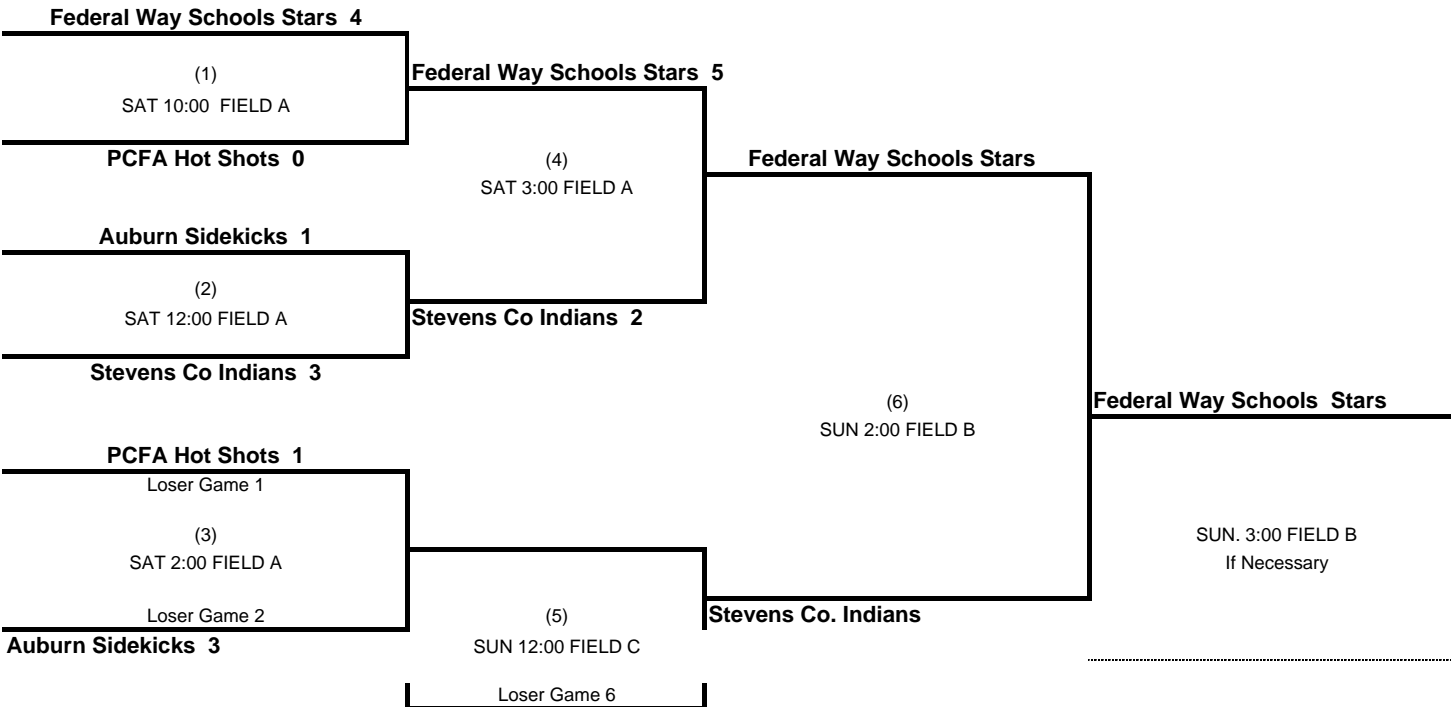 Federal Way Schools Stars 4
(1)
SAT 10:00 FIELD A
PCFA Hot Shots 0
Federal Way Schools Stars 5
(4)
SAT 3:00 FIELD A
Federal Way Schools Stars
Auburn Sidekicks 1
(2)
SAT 12:00 FIELD A
Stevens Co Indians 3
Stevens Co Indians 2
(6)
SUN 2:00 FIELD B
Federal Way Schools Stars
PCFA Hot Shots 1
Loser Game 1
(3)
SAT 2:00 FIELD A
Loser Game 2
Auburn Sidekicks 3
(5)
SUN 12:00 FIELD C
Loser Game 6
Stevens Co. Indians
SUN. 3:00 FIELD B
If Necessary